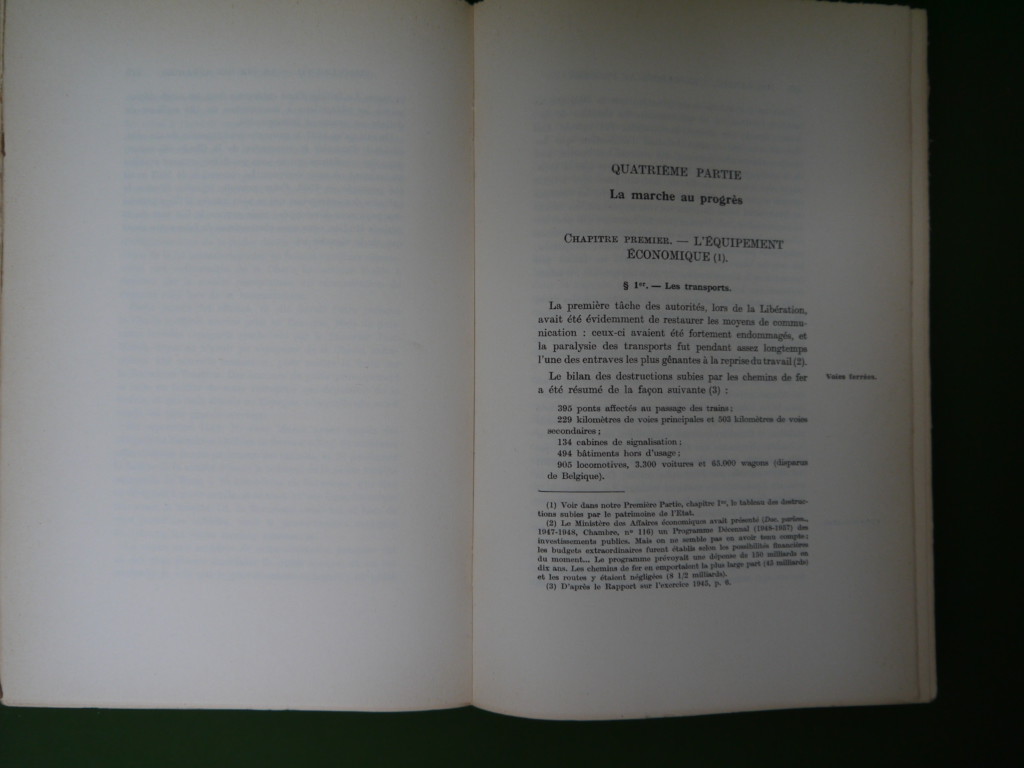 QUATRIÈME PARTIE
La marche au progrès
CHAPITRE PREMIER. — L'ÉQUIPEMENT
ÉCONOMIQUE (1).
§ 1er. — Les transports.
La première tâche des autorités, lors de la Libération,
avait été évidemment de restaurer les moyens de commu-
nication : ceux-ci avaient été fortement endommagés, et
la paralysie des transports fut pendant assez longtemps
l'une des entraves les plus gênantes à la reprise du travail (2).
Le bilan des destructions subies par les chemins de fer
a été résumé de la façon suivante (3) :
Voies ferrées.
395 ponts affectés au passage des trains ;
229 kilomètres de voies principales et 503 kilomètres de voies
secondaires ;
134 cabines de signalisation ;
494 bâtiments hors d'usage ;
905 locomotives, 3.300 voitures et 65.000 wagons (disparus
de Belgique).
(1) Voir dans notre Première Partie, chapitre 1er, le tableau des destruc-
tions subies par le patrimoine de l'Etat.
(2) Le Ministère des Affaires économiques avait présenté (Doc. parlem.,
1947-1948, Chambre, n° 116) un Programme Décennal (1948-1957) des
investissements publics. Mais on ne semble pas en avoir tenu compte ;
les budgets extraordinaires furent établis selon les possibilités financières
du moment... Le programme prévoyait une dépense de 130 milliards en
dix ans. Les chemins de fer en emportaient la plus large part (45 milliards)
et les routes y étaient négligées (8 1/2 milliards).
(3) D'après le Rapport sur l'exercice 1945, p. 6.